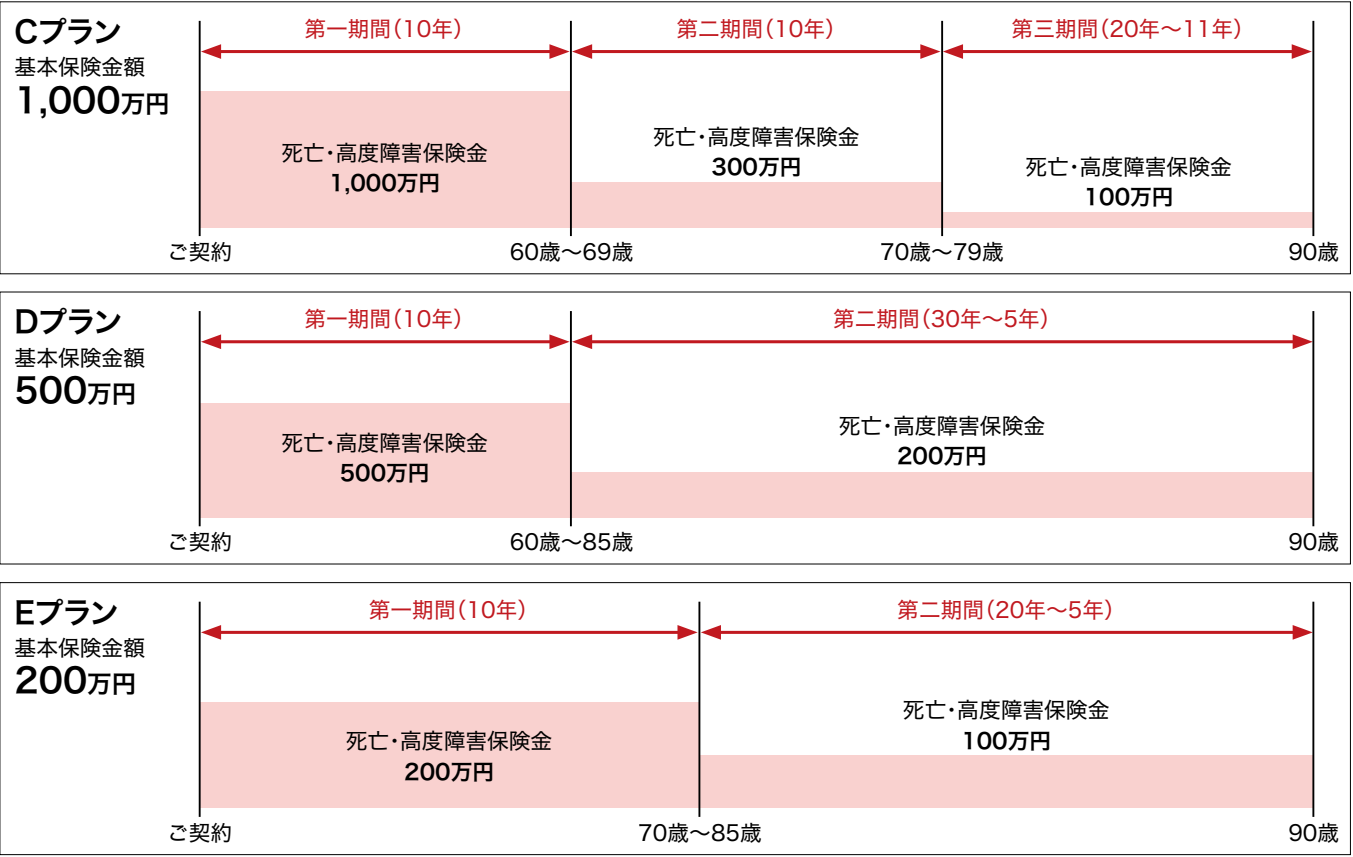 Cプラン
基本保険金額
1,000万円
第一期間(10年)
第二期間(10年)
第三期間(20年〜11年)
死亡・高度障害保険金
1,000万円
死亡・高度障害保険金
300万円
死亡・高度障害保険金
100万円
ご契約
60歳〜69歳
70歳〜79歳
90歳
Dプラン
基本保険金額
500万円
第一期間(10年)
第二期間(30年〜5年)
死亡・高度障害保険金
500万円
死亡・高度障害保険金
200万円
ご契約
60歳〜85歳
90歳
Eプラン
基本保険金額
200万円
第一期間(10年)
第二期間(20年〜5年)
死亡・高度障害保険金
200万円
死亡・高度障害保険金
100万円
ご契約
70歳〜85歳
90歳